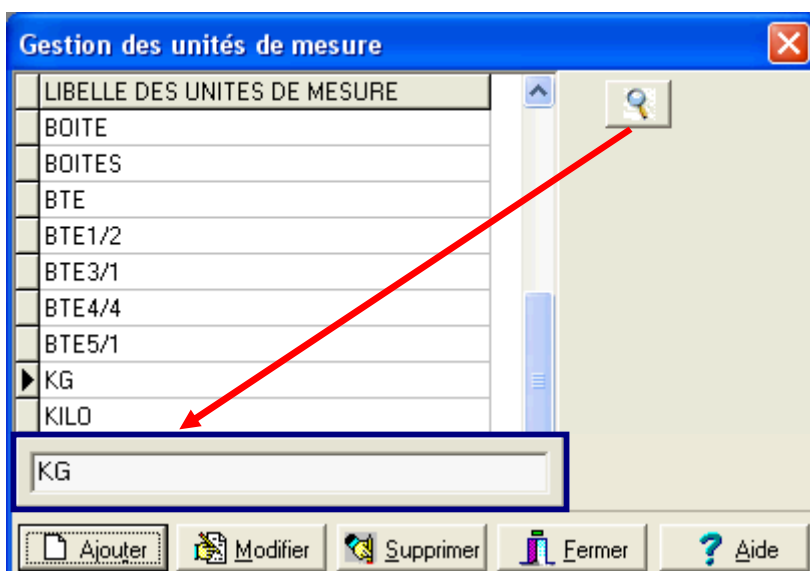 Gestion des unités de mesure
LIBELLE DES UNITES DE MESURE
BOITE
BOITES
BTE
BTE1/2
BTE3/1
BTE4/4
BTE5/1
KG
KILO
KG
Ajouter Modifier Supprimer Fermer Aide